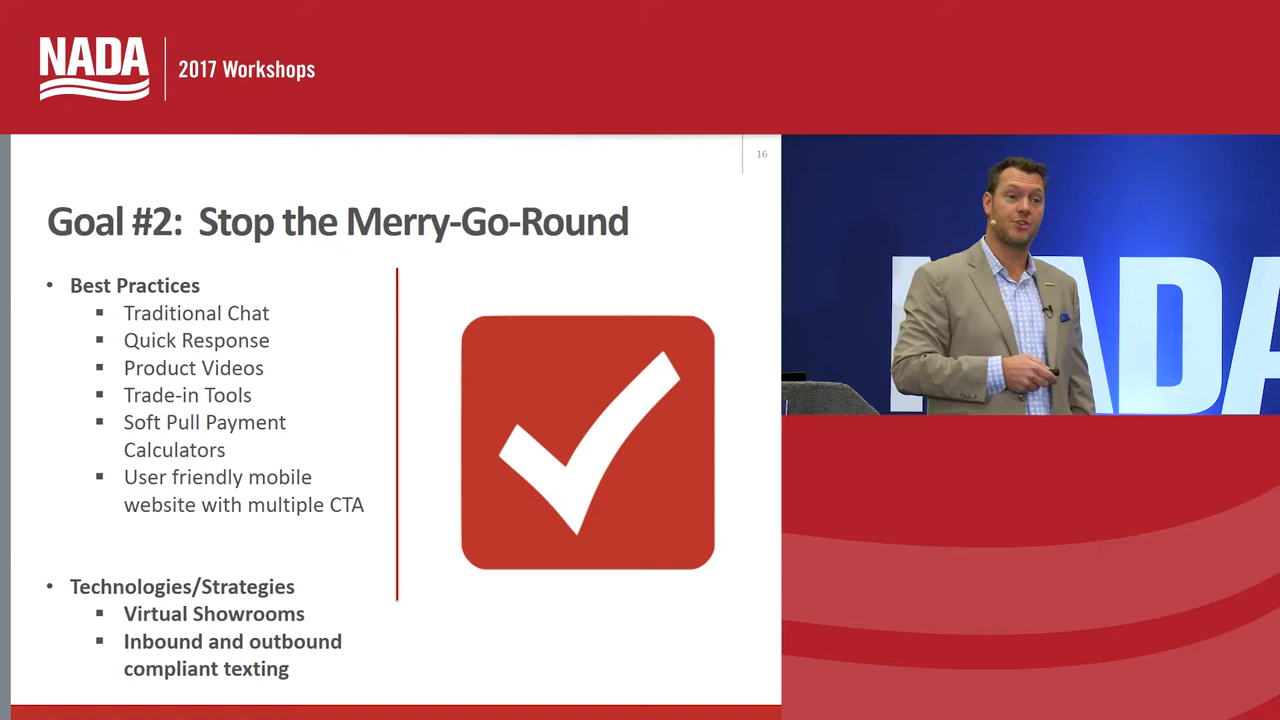 NADA
2017 Workshops
16
Goal #2: Stop the Merry-Go-Round
• Best Practices
▪ Traditional Chat
▪ Quick Response
▪ Product Videos
▪ Trade-in Tools
▪ Soft Pull Payment
Calculators
▪ User friendly mobile
website with multiple CTA
• Technologies/Strategies
▪ Virtual Showrooms
▪ Inbound and outbound
compliant texting
NADA